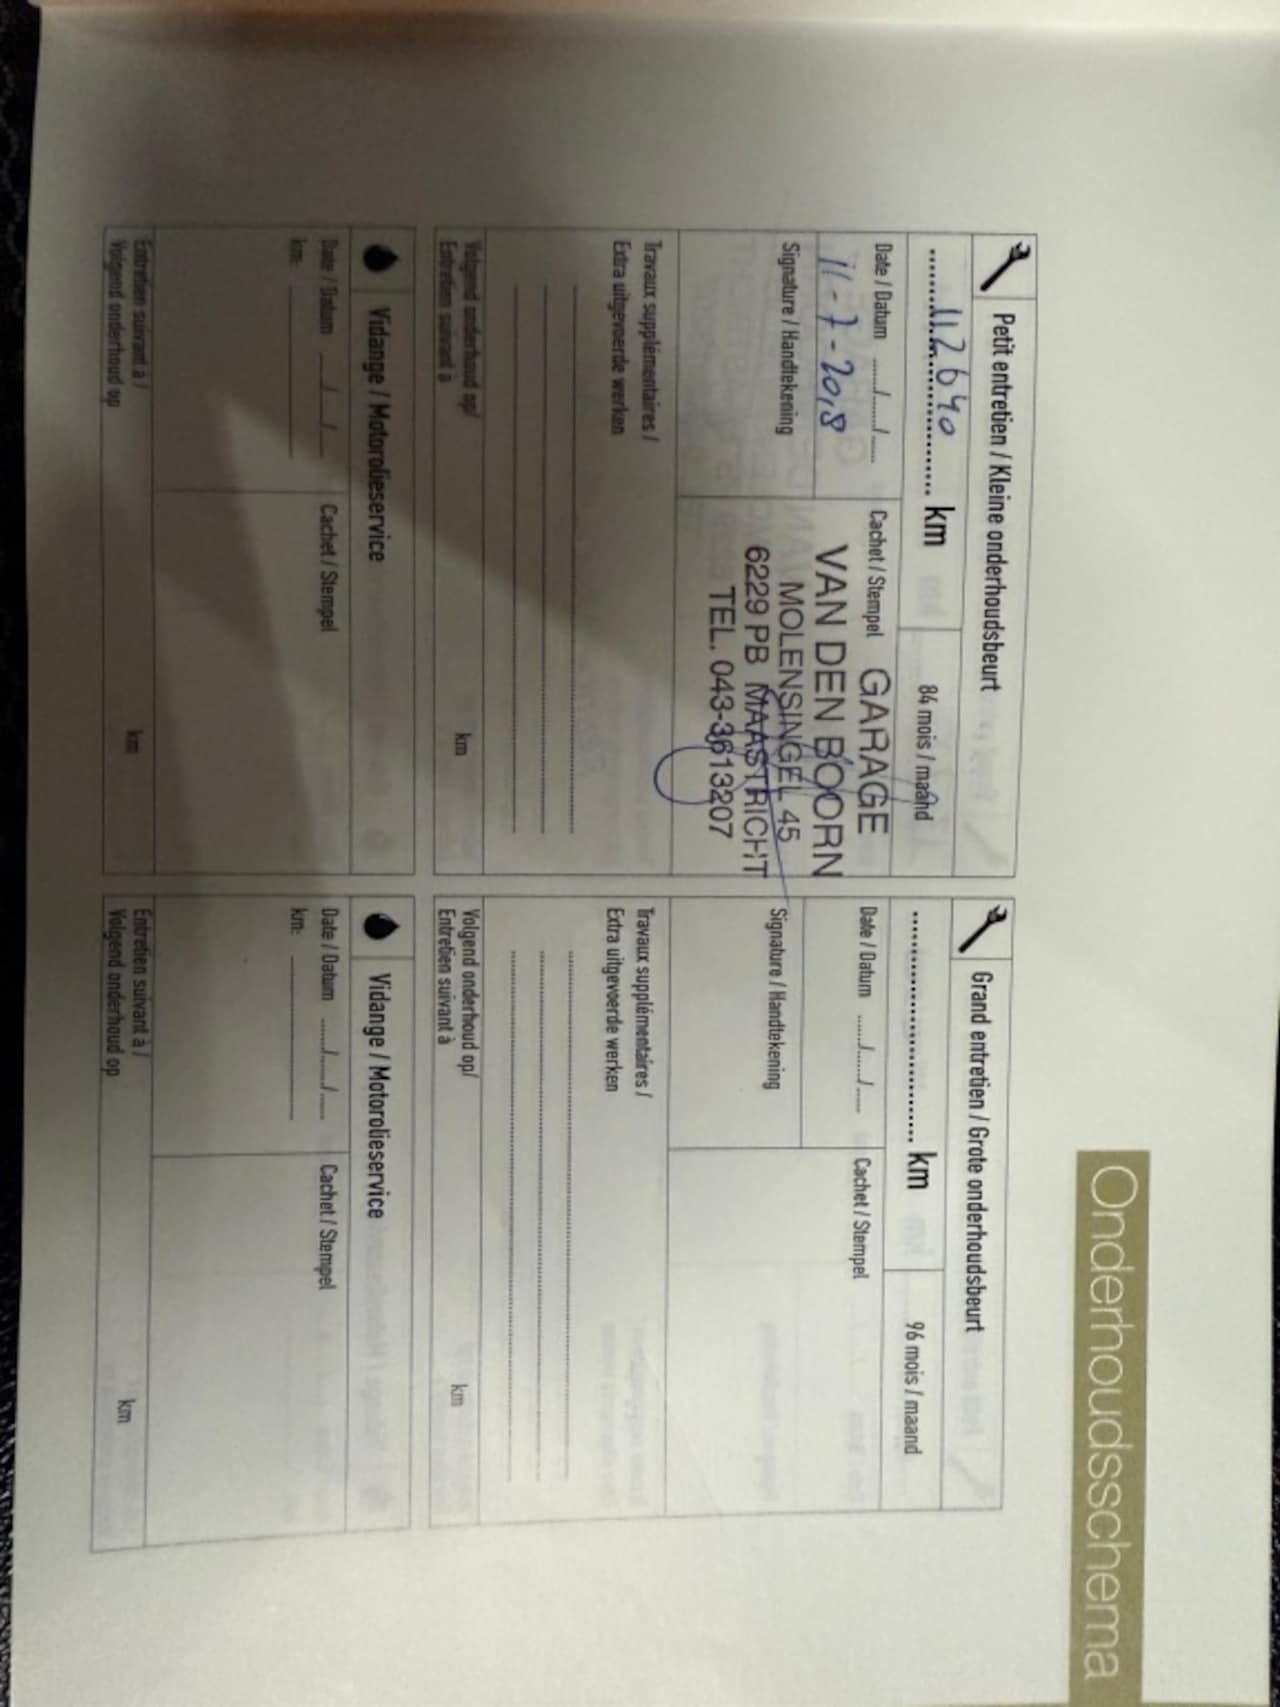 Onderhoudsschema
Petit entretien / Kleine onderhoudsbeurt
112640 km
84 mois / maand
Date / Datum ....../....../......
11-7-2018
Signature / Handtekening
Cachet / Stempel
GARAGE
VAN DEN BOORN
MOLENSINGEL 45
6229 PB MAASTRICHT
TEL. 043-3613207
Travaux supplémentaires /
Extra uitgevoerde werken
Volgend onderhoud op/
Entretien suivant à
km
Vidange / Motorolieservice
Date / Datum ___/___/___
km:
Cachet / Stempel
Entretien suivant à /
Volgend onderhoud op
km
Grand entretien / Grote onderhoudsbeurt
km
96 mois / maand
Date / Datum ....../....../......
Signature / Handtekening
Cachet / Stempel
Travaux supplémentaires /
Extra uitgevoerde werken
Volgend onderhoud op/
Entretien suivant à
km
Vidange / Motorolieservice
Date / Datum ....../....../......
km:
Cachet / Stempel
Entretien suivant à /
Volgend onderhoud op
km